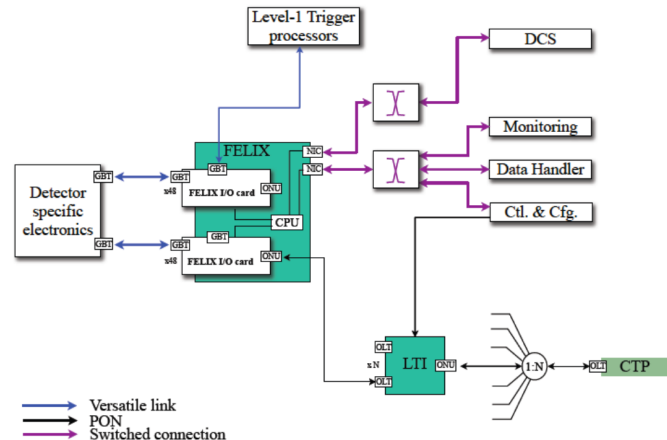 Level-1 Trigger
processors
DCS
Monitoring
Data Handler
Ctl. & Cfg.
FELIX
NIC
NIC
GBT
GBT
GBT
x48
FELIX I/O card
ONU
CPU
Detector
specific
electronics
GBT
GBT
GBT
x48
FELIX I/O card
ONU
OLT
x N
OLT
LTI
ONU
1:N
OLT
CTP
Versatile link
PON
Switched connection